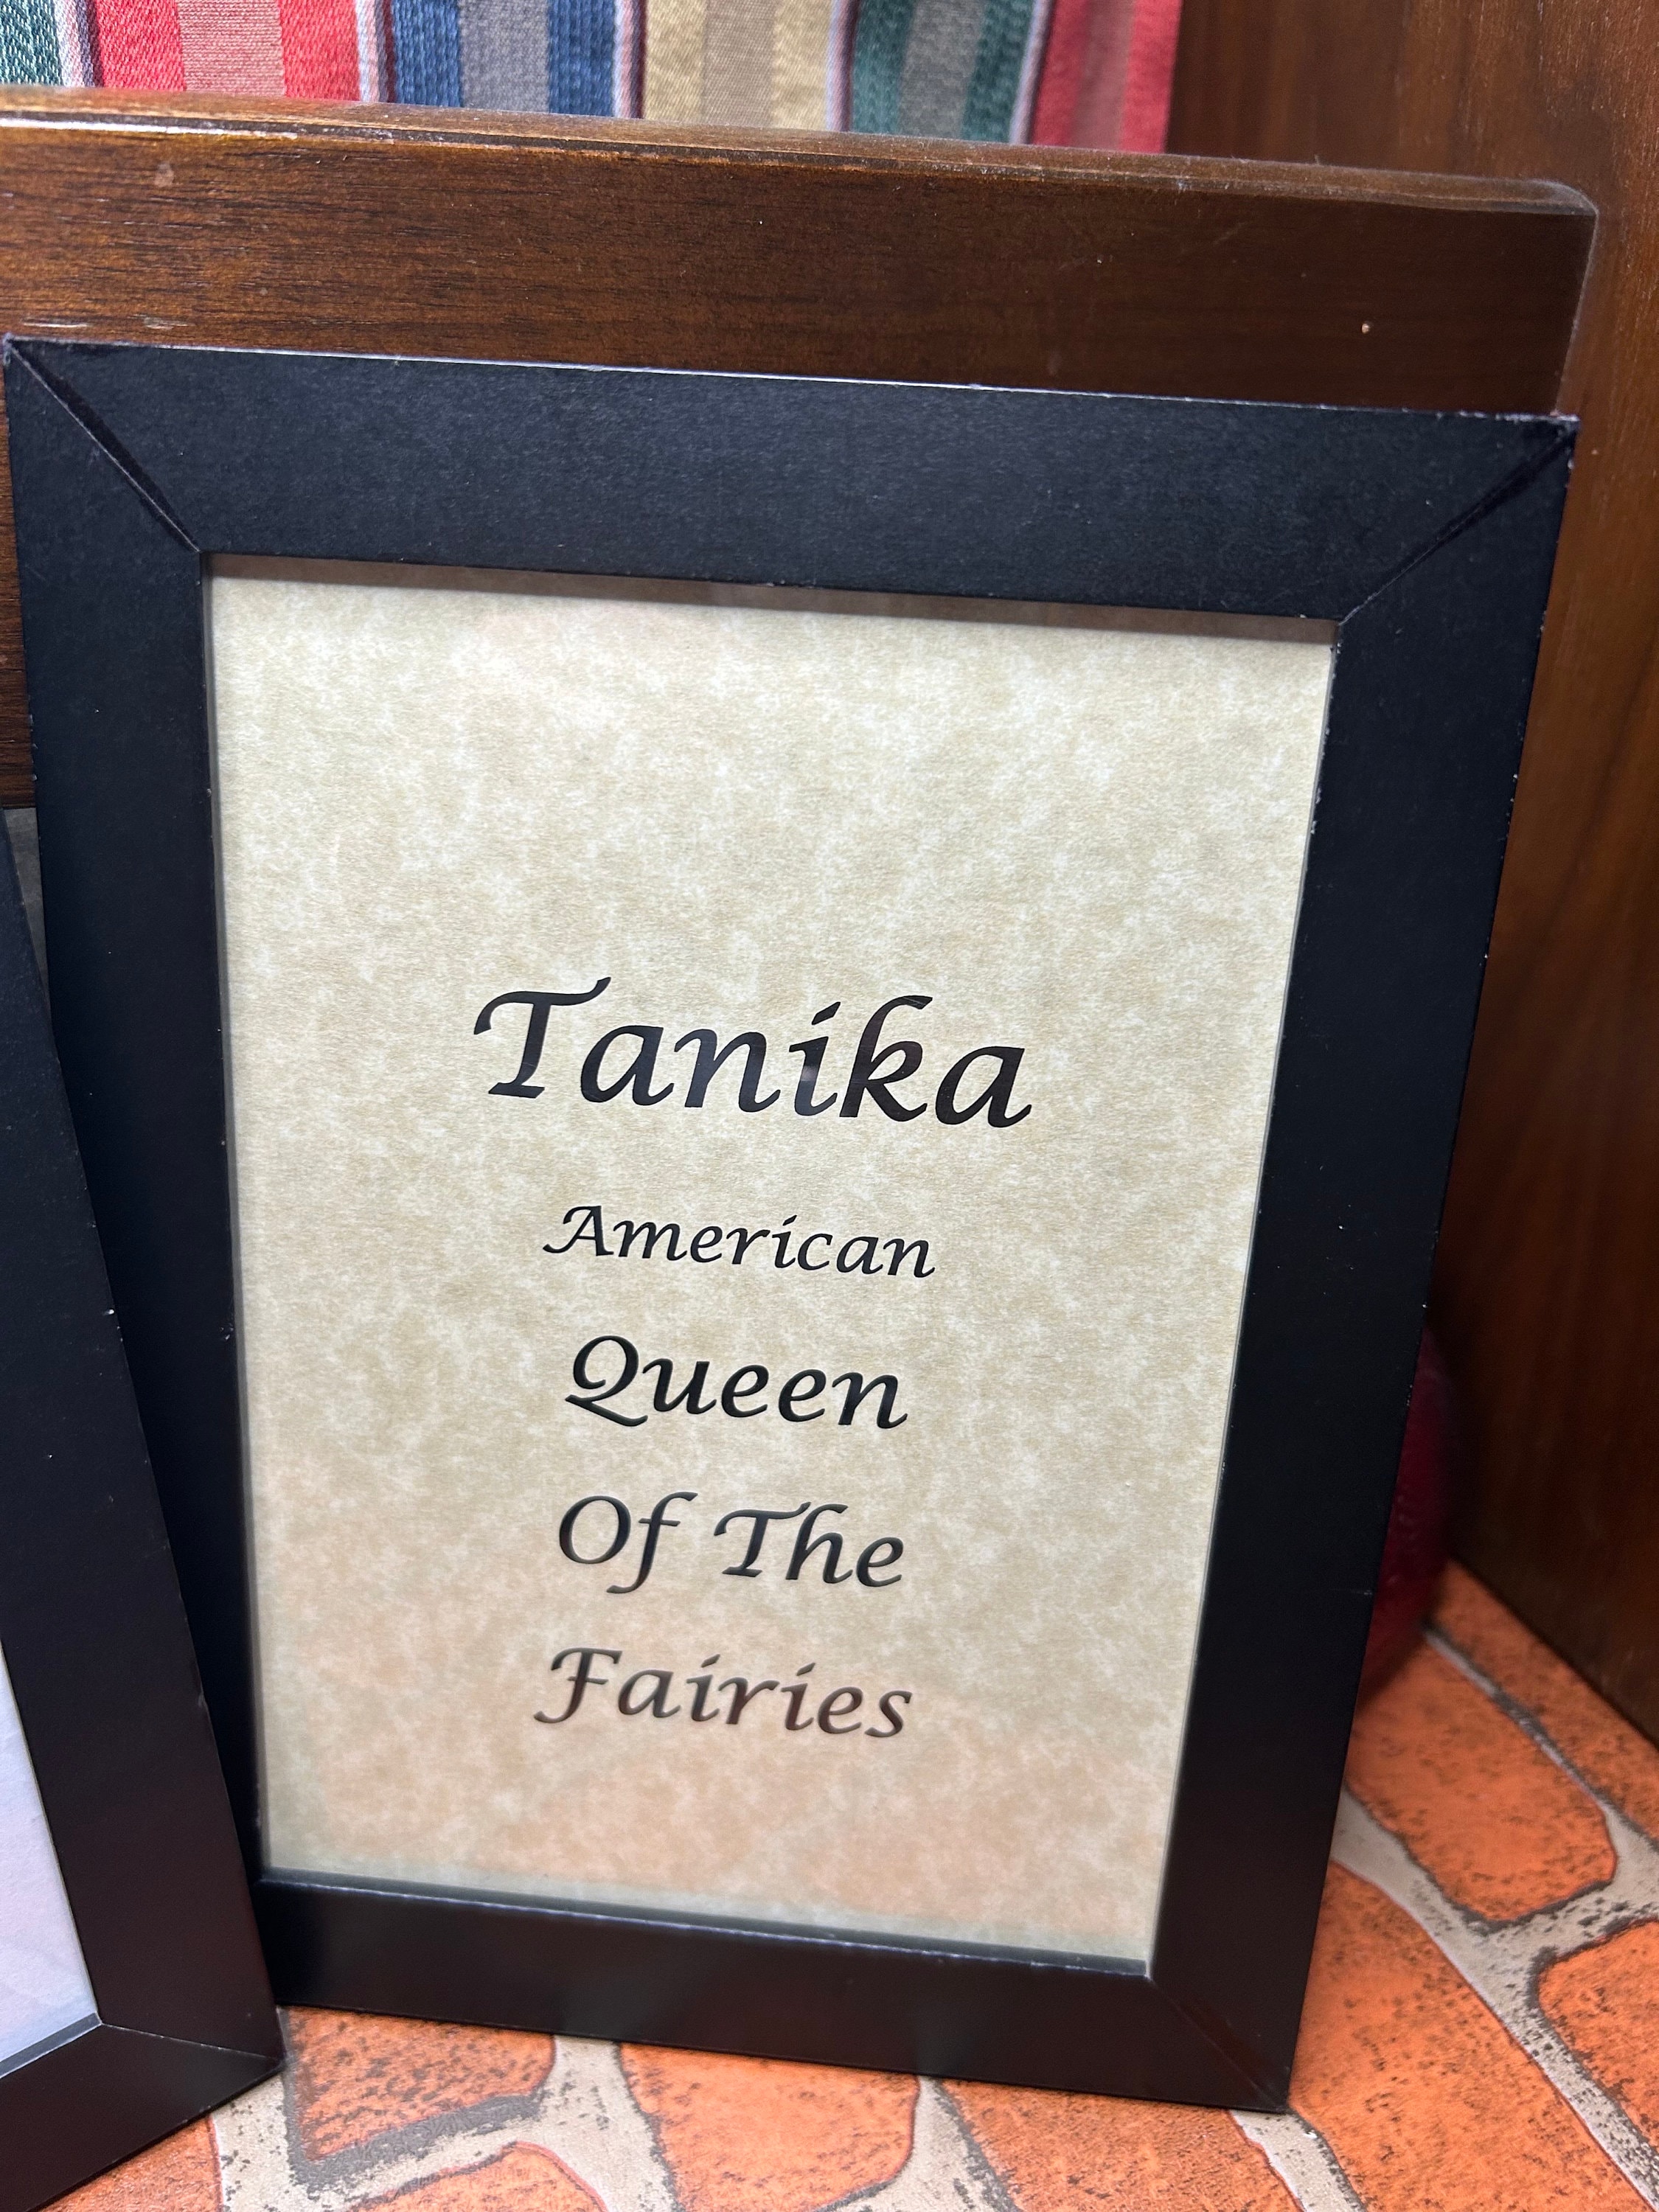 Tanika
American
Queen
Of The
Fairies